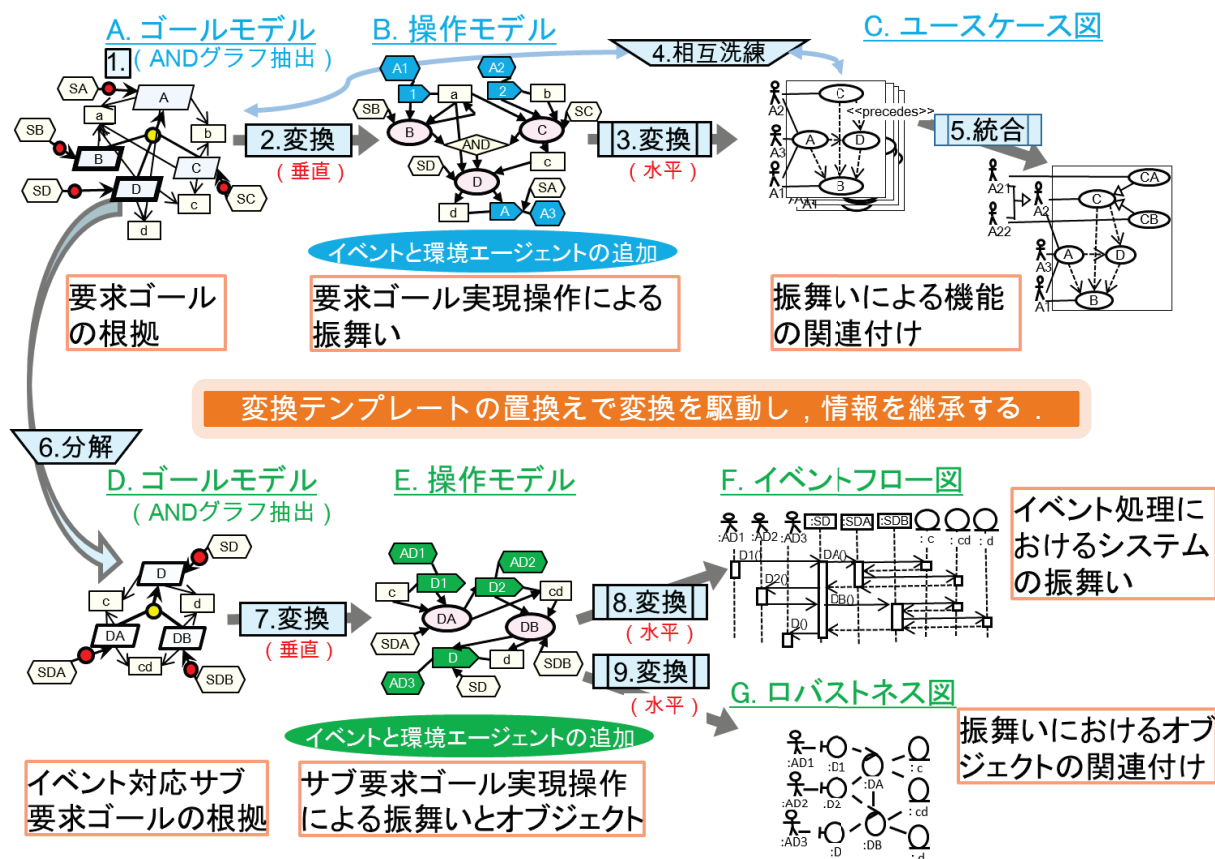 A. ゴールモデル
(ANDグラフ抽出)
1.
SA
A
a
SB
B
b
C
SD
D
c
SC
d
2.変換
(垂直)
B. 操作モデル
A1
A2
1
a
2
b
SB
SC
B
C
AND
SD
c
D
SA
d
A
A3
イベントと環境エージェントの追加
4.相互洗練
3.変換
(水平)
C. ユースケース図
C
A2
<<precedes>>
A
D
A3
B
A1
5.統合
A21
CA
A2
C
A22
CB
A
D
A3
B
A1
要求ゴール
の根拠
要求ゴール実現操作による
振舞い
振舞いによる機能
の関連付け
変換テンプレートの置換えで変換を駆動し,情報を継承する.
6.分解
D. ゴールモデル
(ANDグラフ抽出)
SD
D
c
d
DA
DB
SDA
cd
SDB
7.変換
(垂直)
E. 操作モデル
AD1
AD2
D1
c
D2
cd
DA
DB
SDA
D
d
SDB
AD3
SD
イベントと環境エージェントの追加
8.変換
(水平)
9.変換
(水平)
F. イベントフロー図
:AD1
:AD2
:AD3
:SD
:SDA
:SDB
: c
: cd
: d
D1()
DA()
D2()
DB()
D()
イベント処理に
おけるシステム
の振舞い
G. ロバストネス図
:AD1
:D1
:DA
: c
:AD2
:D2
: cd
:AD3
:D
:DB
: d
振舞いにおけるオブ
ジェクトの関連付け
イベント対応サブ
要求ゴールの根拠
サブ要求ゴール実現操作
による振舞いとオブジェクト